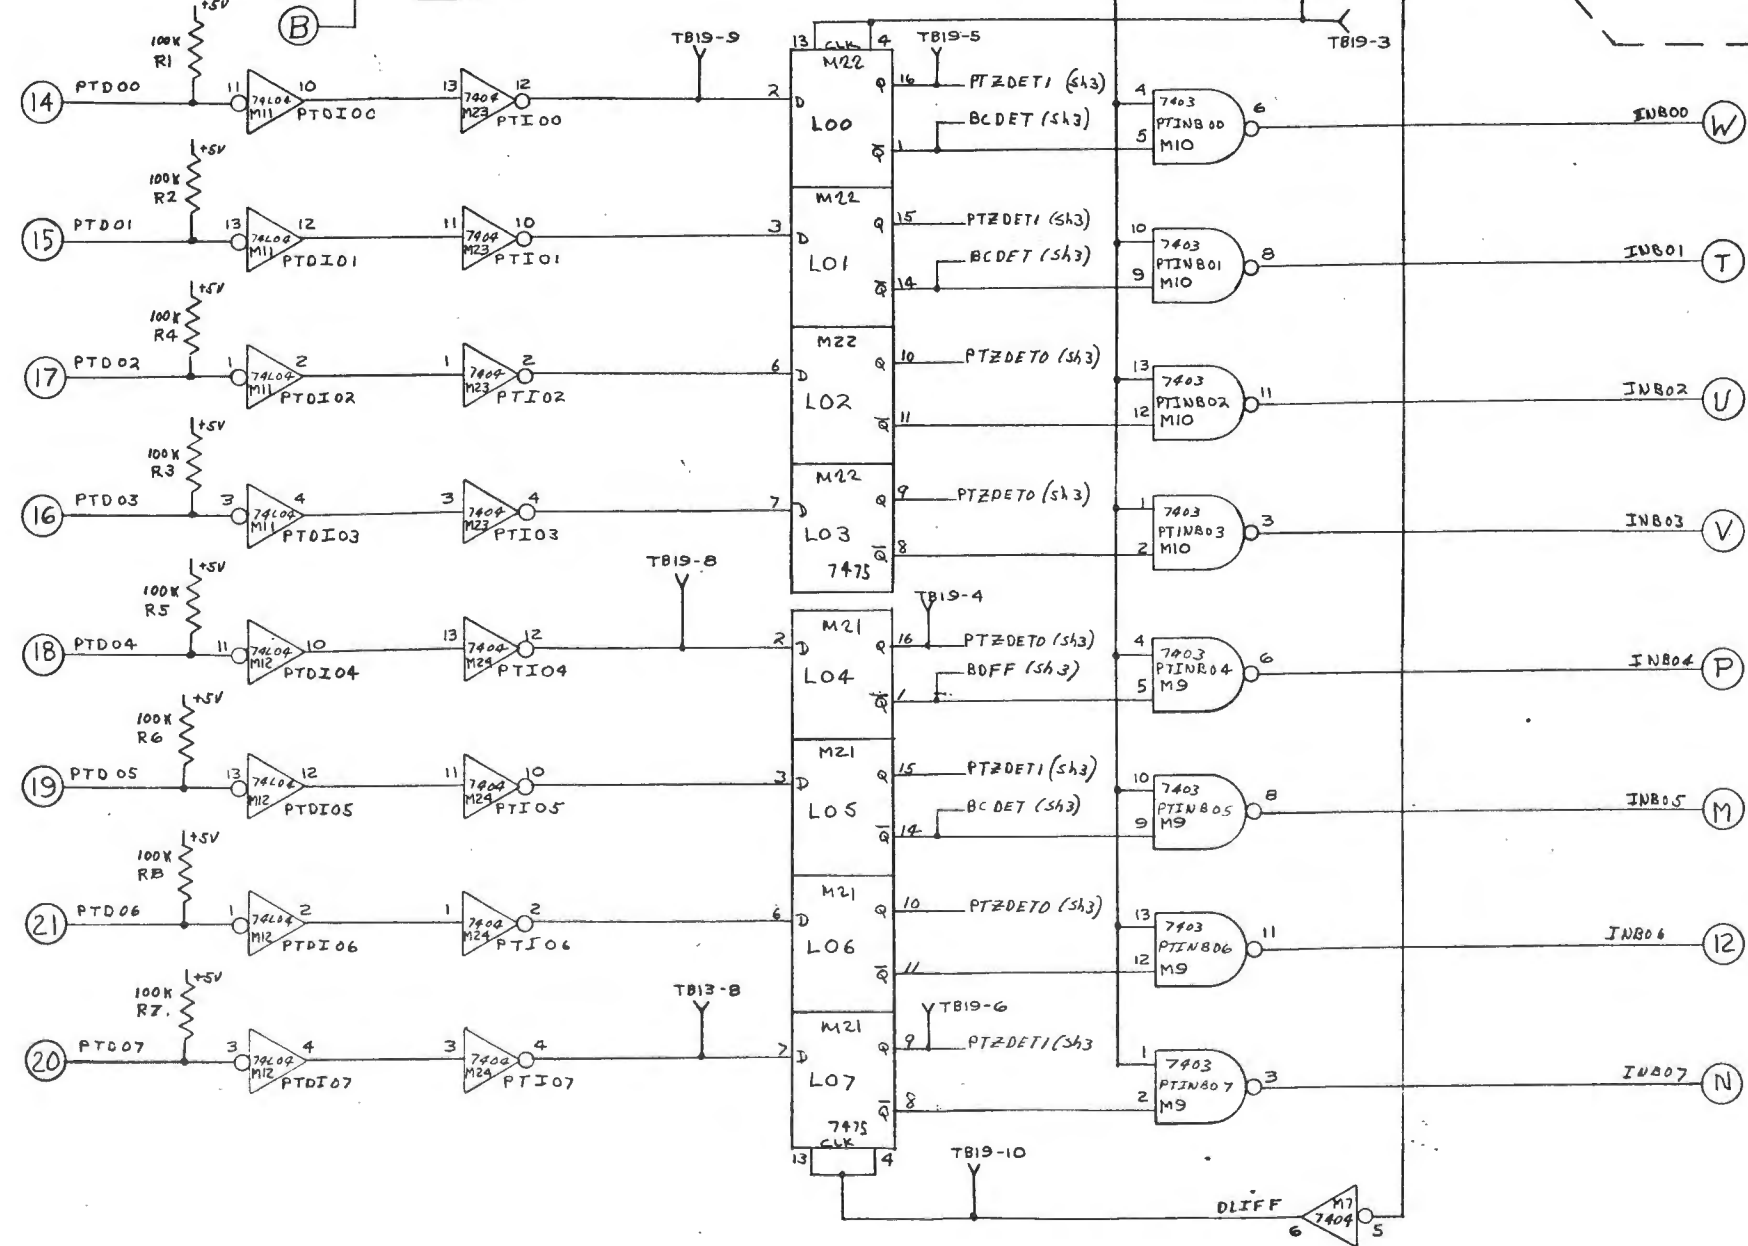 +5V
B
100K
R1
TB19-9
13 CLK 4
TB19-5
TB19-3
14 PTD00 11 74L04 M11 10 PTDI00 13 7404 M23 12 PTI00 2 D M22 L00 Q 16 PTZDET1 (sh3)
Q 1 BCDET (sh3)
4 7403 PTINB00 5 M10 6 INB00 W
+5V
100K
R2
15 PTD01 13 74L04 M11 12 PTDI01 11 7404 M23 10 PTI01 3 D M22 L01 Q 15 PTZDET1 (sh3)
Q 14 BCDET (sh3)
10 7403 PTINB01 9 M10 8 INB01 T
+5V
100K
R4
17 PTD02 1 74L04 M11 2 PTDI02 1 7404 M23 2 PTI02 6 D M22 L02 Q 10 PTZDET0 (sh3)
Q 11
13 7403 PTINB02 12 M10 11 INB02 U
+5V
100K
R3
16 PTD03 3 74L04 M11 4 PTDI03 3 7404 M23 4 PTI03 7 D M22 L03 7475 Q 9 PTZDET0 (sh3)
Q 8
1 7403 PTINB03 2 M10 3 INB03 V
+5V
100K
R5
TB19-8
TB19-4
18 PTD04 11 74L04 M12 10 PTDI04 13 7404 M24 12 PTI04 2 D M21 L04 Q 16 PTZDET0 (sh3)
Q 1 BDFF (sh3)
4 7403 PTINB04 5 M9 6 INB04 P
+5V
100K
R6
19 PTD05 13 74L04 M12 12 PTDI05 11 7404 M24 10 PTI05 3 D M21 L05 Q 15 PTZDET1 (sh3)
Q 14 BCDET (sh3)
10 7403 PTINB05 9 M9 8 INB05 M
+5V
100K
R8
21 PTD06 1 74L04 M12 2 PTDI06 1 7404 M24 2 PTI06 6 D M21 L06 Q 10 PTZDET0 (sh3)
Q 11
13 7403 PTINB06 12 M9 11 INB06 12
+5V
100K
R7.
TB13-8
TB19-6
20 PTD07 3 74L04 M12 4 PTDI07 3 7404 M24 4 PTI07 7 D M21 L07 7475 Q 9 PTZDET1 (sh3
Q 8
1 7403 PTINB07 2 M9 3 INB07 N
13 CLK 4
TB19-10
DLIFF 6 M7 7404 5